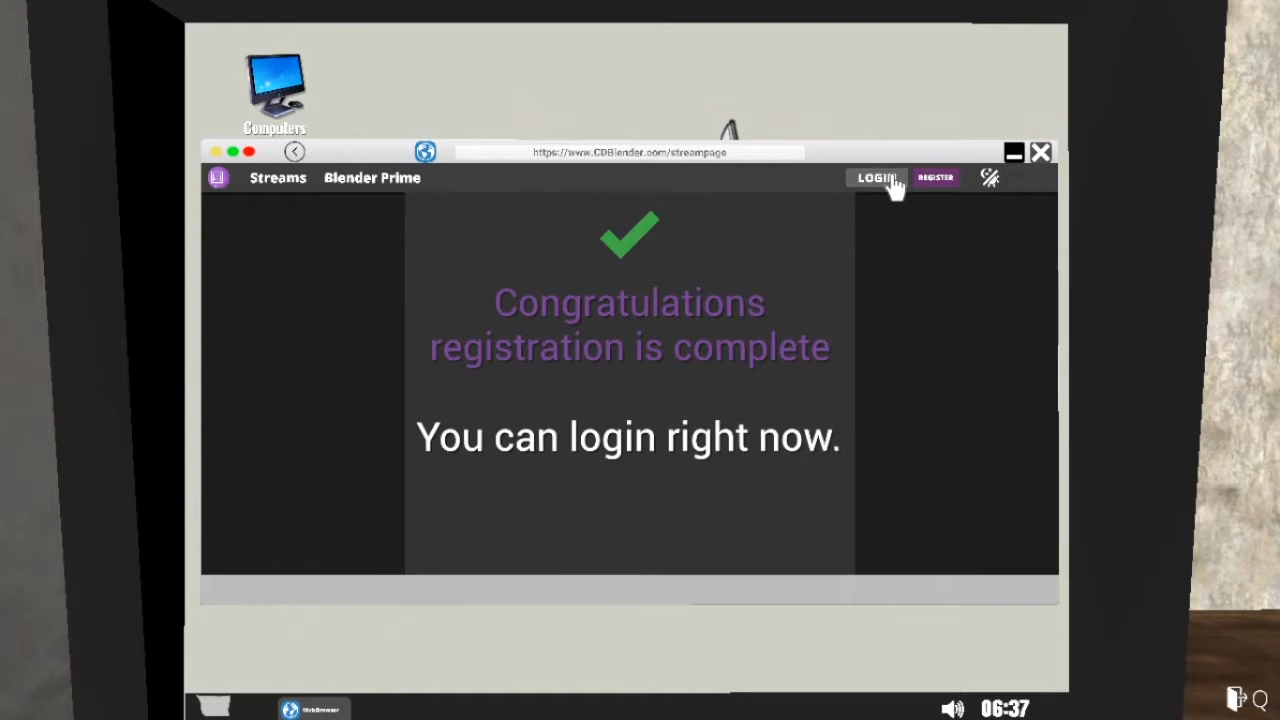 Computers
https://www.CDBlender.com/streampage
Streams Blender Prime LOGIN REGISTER
Congratulations
registration is complete
You can login right now.
WebBrowser
06:37
Q